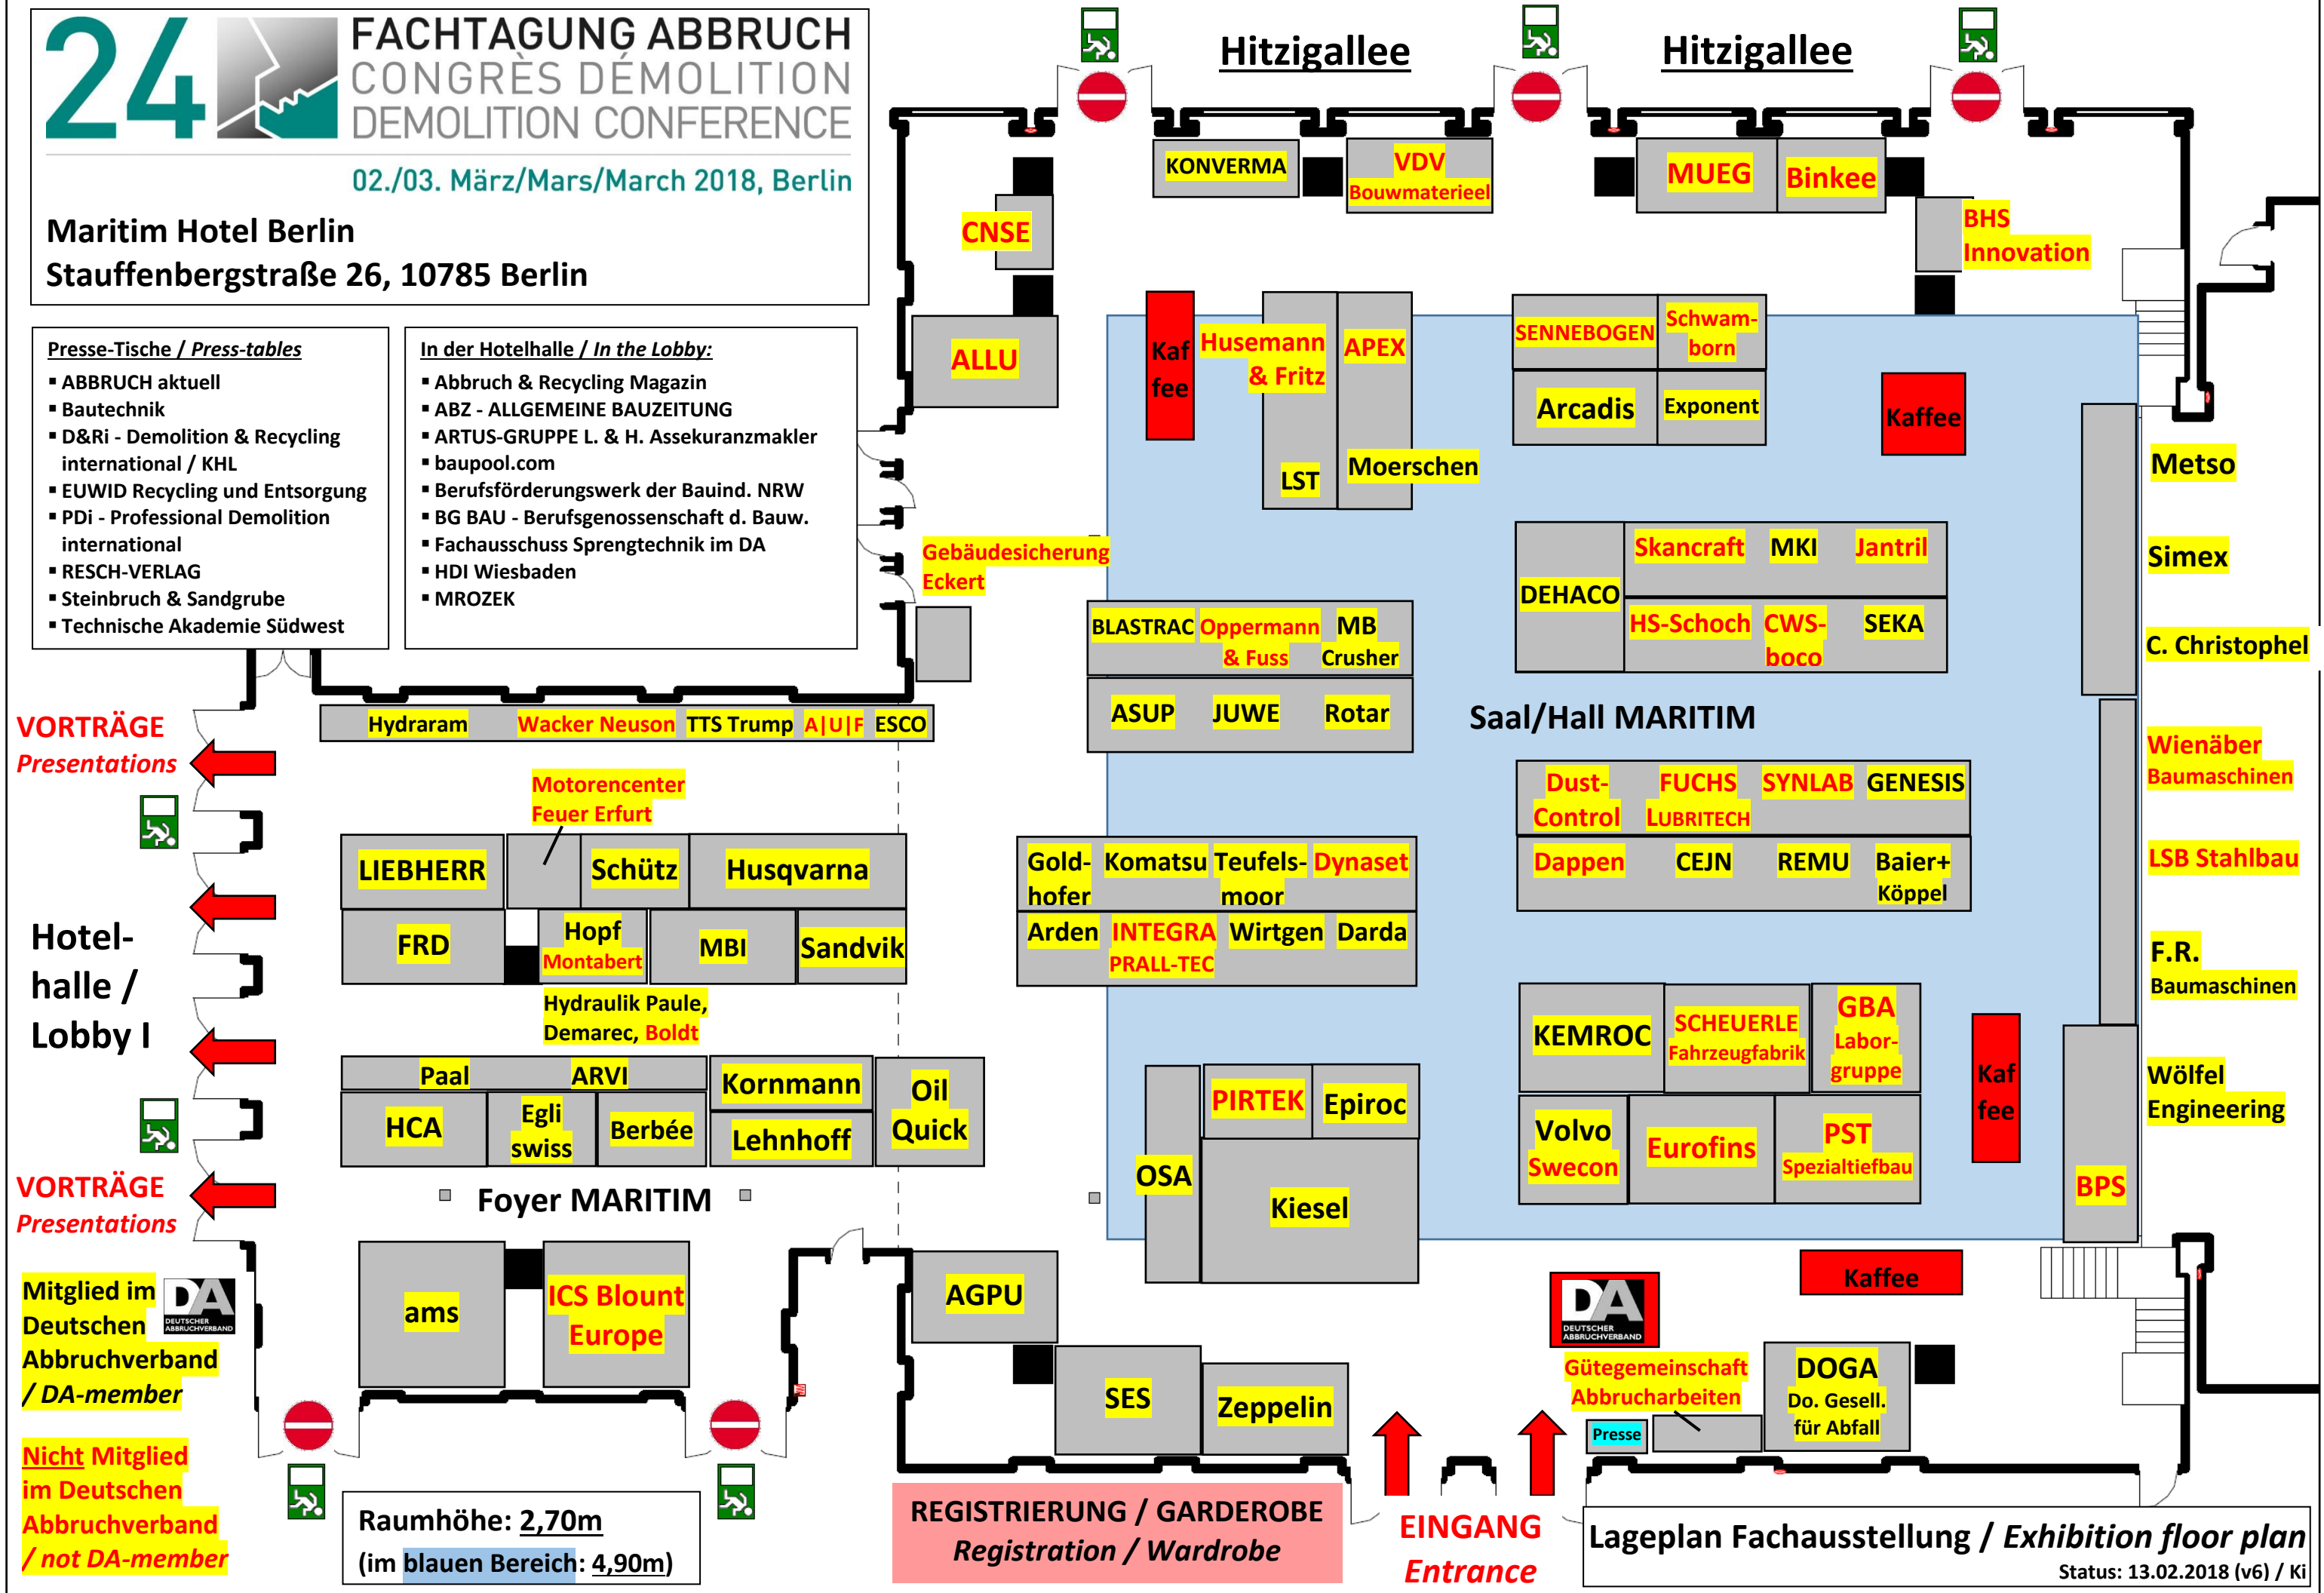 24
FACHTAGUNG ABBRUCH
CONGRÈS DÉMOLITION
DEMOLITION CONFERENCE
02./03. März/Mars/March 2018, Berlin
Maritim Hotel Berlin
Stauffenbergstraße 26, 10785 Berlin
Presse-Tische / Press-tables
▪ ABBRUCH aktuell
▪ Bautechnik
▪ D&Ri - Demolition & Recycling
international / KHL
▪ EUWID Recycling und Entsorgung
▪ PDi - Professional Demolition
international
▪ RESCH-VERLAG
▪ Steinbruch & Sandgrube
▪ Technische Akademie Südwest
In der Hotelhalle / In the Lobby:
▪ Abbruch & Recycling Magazin
▪ ABZ - ALLGEMEINE BAUZEITUNG
▪ ARTUS-GRUPPE L. & H. Assekuranzmakler
▪ baupool.com
▪ Berufsförderungswerk der Bauind. NRW
▪ BG BAU - Berufsgenossenschaft d. Bauw.
▪ Fachausschuss Sprengtechnik im DA
▪ HDI Wiesbaden
▪ MROZEK
Hitzigallee
Hitzigallee
KONVERMA
VDV
Bouwmaterieel
MUEG
Binkee
CNSE
BHS
Innovation
ALLU
Kaf
fee
Husemann
& Fritz
APEX
LST
Moerschen
SENNEBOGEN
Schwam-
born
Arcadis
Exponent
Kaffee
Metso
Simex
C. Christophel
Gebäudesicherung
Eckert
DEHACO
Skancraft
MKI
Jantril
HS-Schoch
CWS-
boco
SEKA
BLASTRAC
Oppermann
& Fuss
MB
Crusher
ASUP
JUWE
Rotar
Saal/Hall MARITIM
VORTRÄGE
Presentations
Hydraram
Wacker Neuson
TTS Trump
A|U|F
ESCO
Motorencenter
Feuer Erfurt
LIEBHERR
Schütz
Husqvarna
FRD
Hopf
Montabert
MBI
Sandvik
Hydraulik Paule,
Demarec, Boldt
Gold-
hofer
Komatsu
Teufels-
moor
Dynaset
Arden
INTEGRA
PRALL-TEC
Wirtgen
Darda
Dust-
Control
FUCHS
LUBRITECH
SYNLAB
GENESIS
Dappen
CEJN
REMU
Baier+
Köppel
Wienäber
Baumaschinen
LSB Stahlbau
F.R.
Baumaschinen
Wölfel
Engineering
Hotel-
halle /
Lobby I
Paal
ARVI
Kornmann
Oil
Quick
HCA
Egli
swiss
Berbée
Lehnhoff
Foyer MARITIM
PIRTEK
Epiroc
OSA
Kiesel
KEMROC
SCHEUERLE
Fahrzeugfabrik
GBA
Labor-
gruppe
Kaf
fee
Volvo
Swecon
Eurofins
PST
Spezialtiefbau
BPS
VORTRÄGE
Presentations
ams
ICS Blount
Europe
AGPU
SES
Zeppelin
Kaffee
DA
DEUTSCHER
ABBRUCHVERBAND
Gütegemeinschaft
Abbrucharbeiten
DOGA
Do. Gesell.
für Abfall
Presse
Mitglied im
Deutschen
Abbruchverband
/ DA-member
DA
DEUTSCHER
ABBRUCHVERBAND
Nicht Mitglied
im Deutschen
Abbruchverband
/ not DA-member
Raumhöhe: 2,70m
(im blauen Bereich: 4,90m)
REGISTRIERUNG / GARDEROBE
Registration / Wardrobe
EINGANG
Entrance
Lageplan Fachausstellung / Exhibition floor plan
Status: 13.02.2018 (v6) / Ki